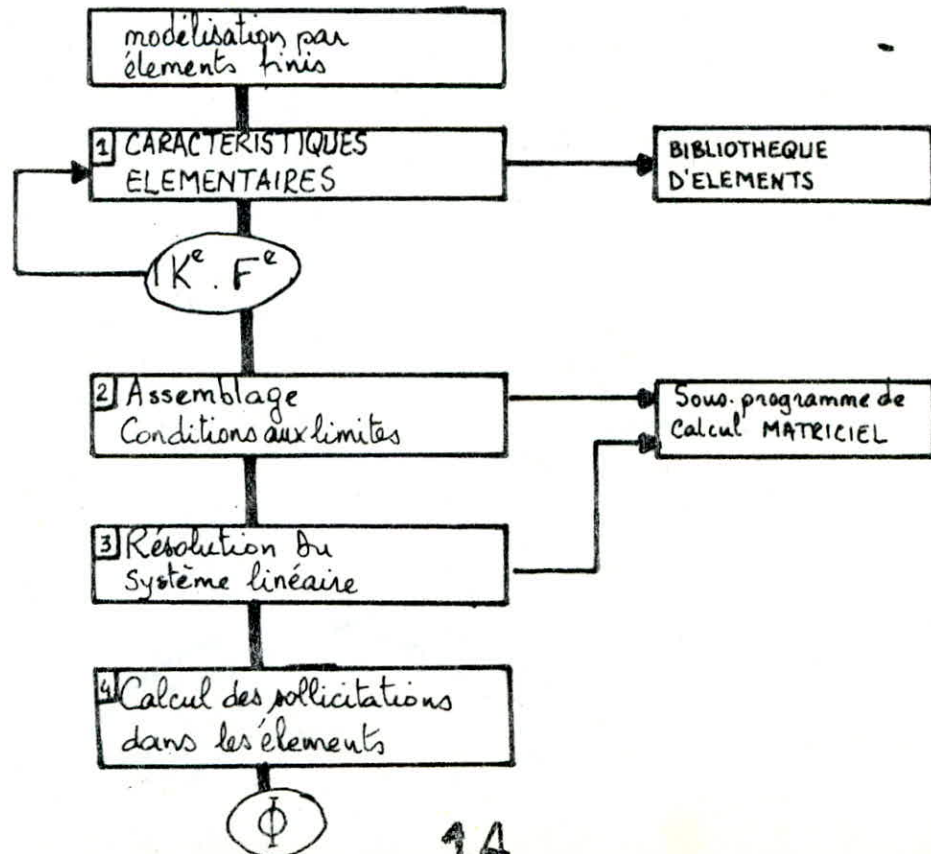 modélisation par
élements finis
1 CARACTERISTIQUES
ELEMENTAIRES
BIBLIOTHEQUE
D'ELEMENTS
K^e . F^e
2 Assemblage
Conditions aux limites
Sous-programme de
Calcul MATRICIEL
3 Résolution du
Système linéaire
4 Calcul des sollicitations
dans les élements
Φ